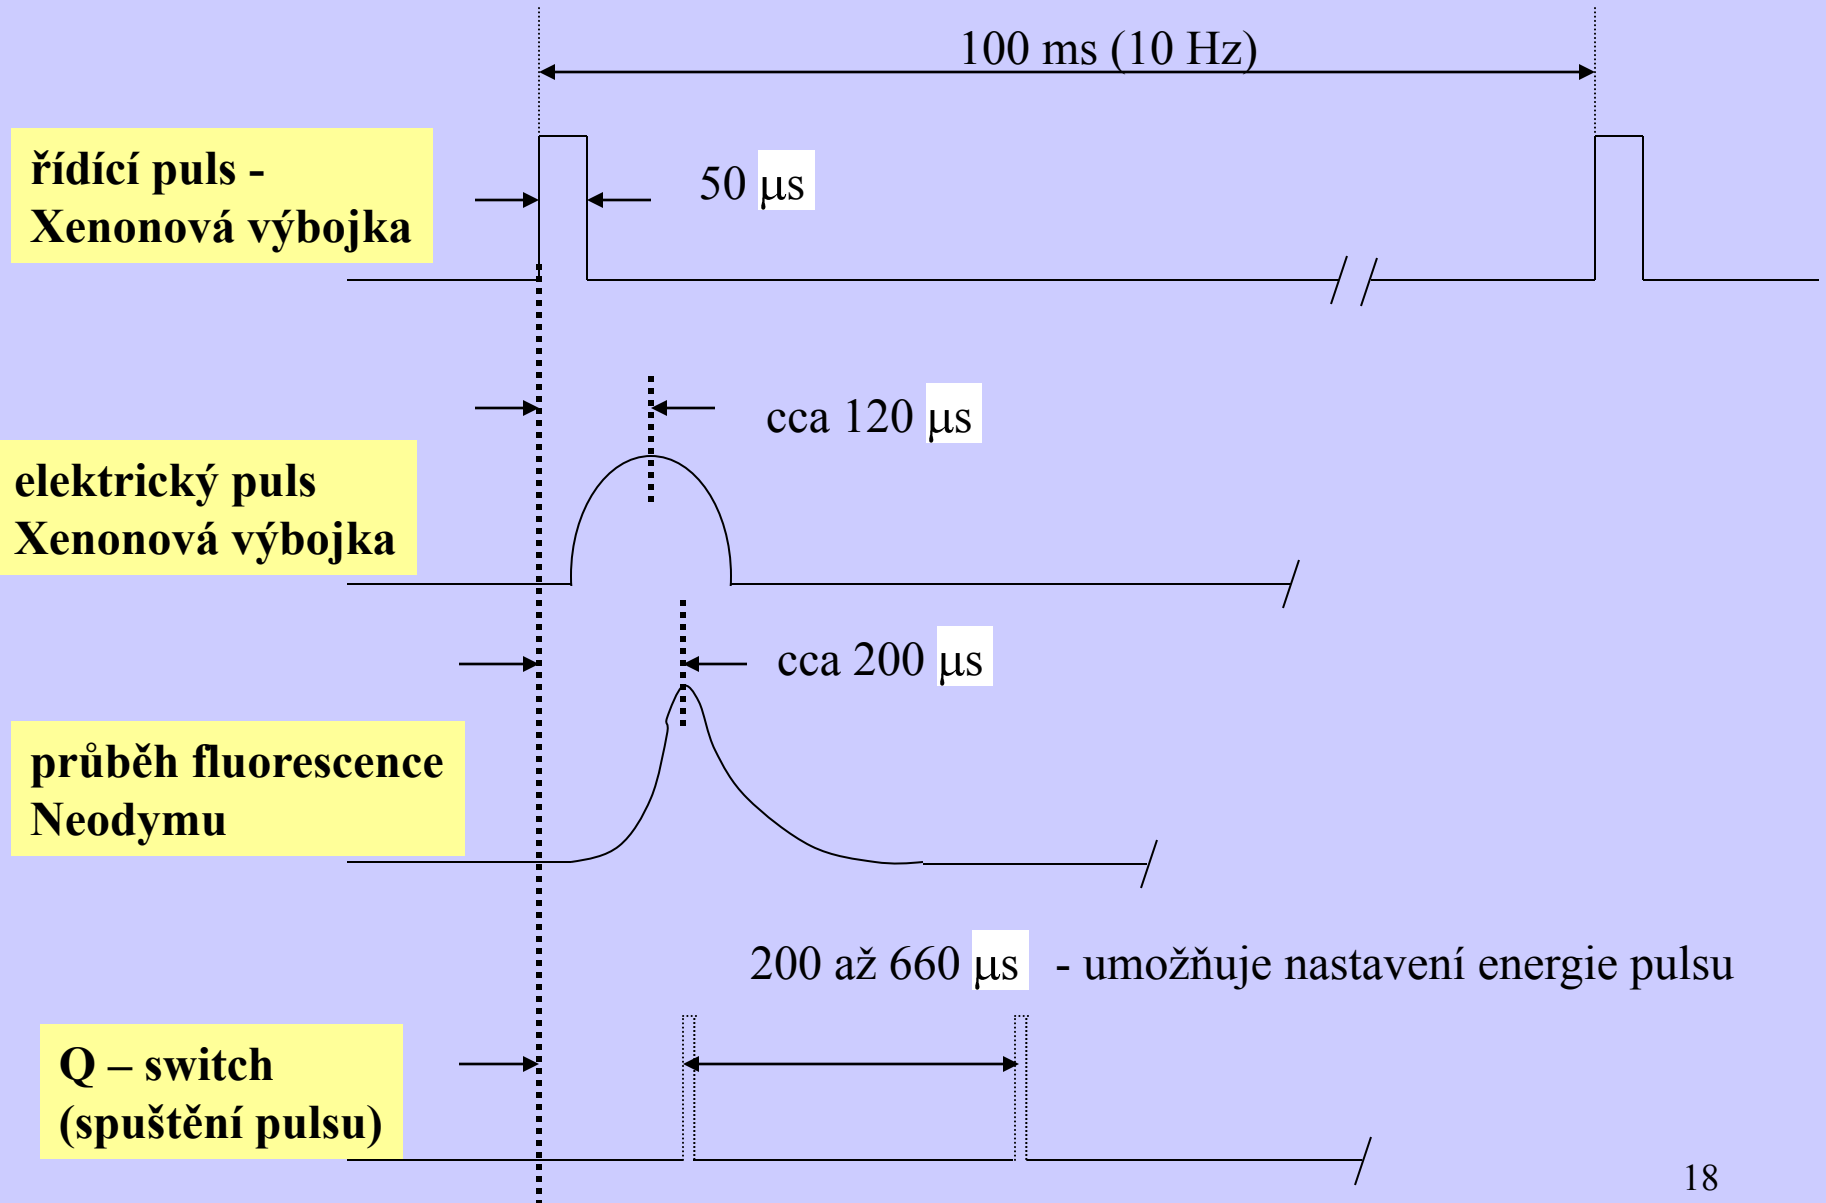 100 ms (10 Hz)
řídící puls -
Xenonová výbojka
50 μs
cca 120 μs
elektrický puls
Xenonová výbojka
cca 200 μs
průběh fluorescence
Neodymu
200 až 660 μs - umožňuje nastavení energie pulsu
Q – switch
(spuštění pulsu)
18